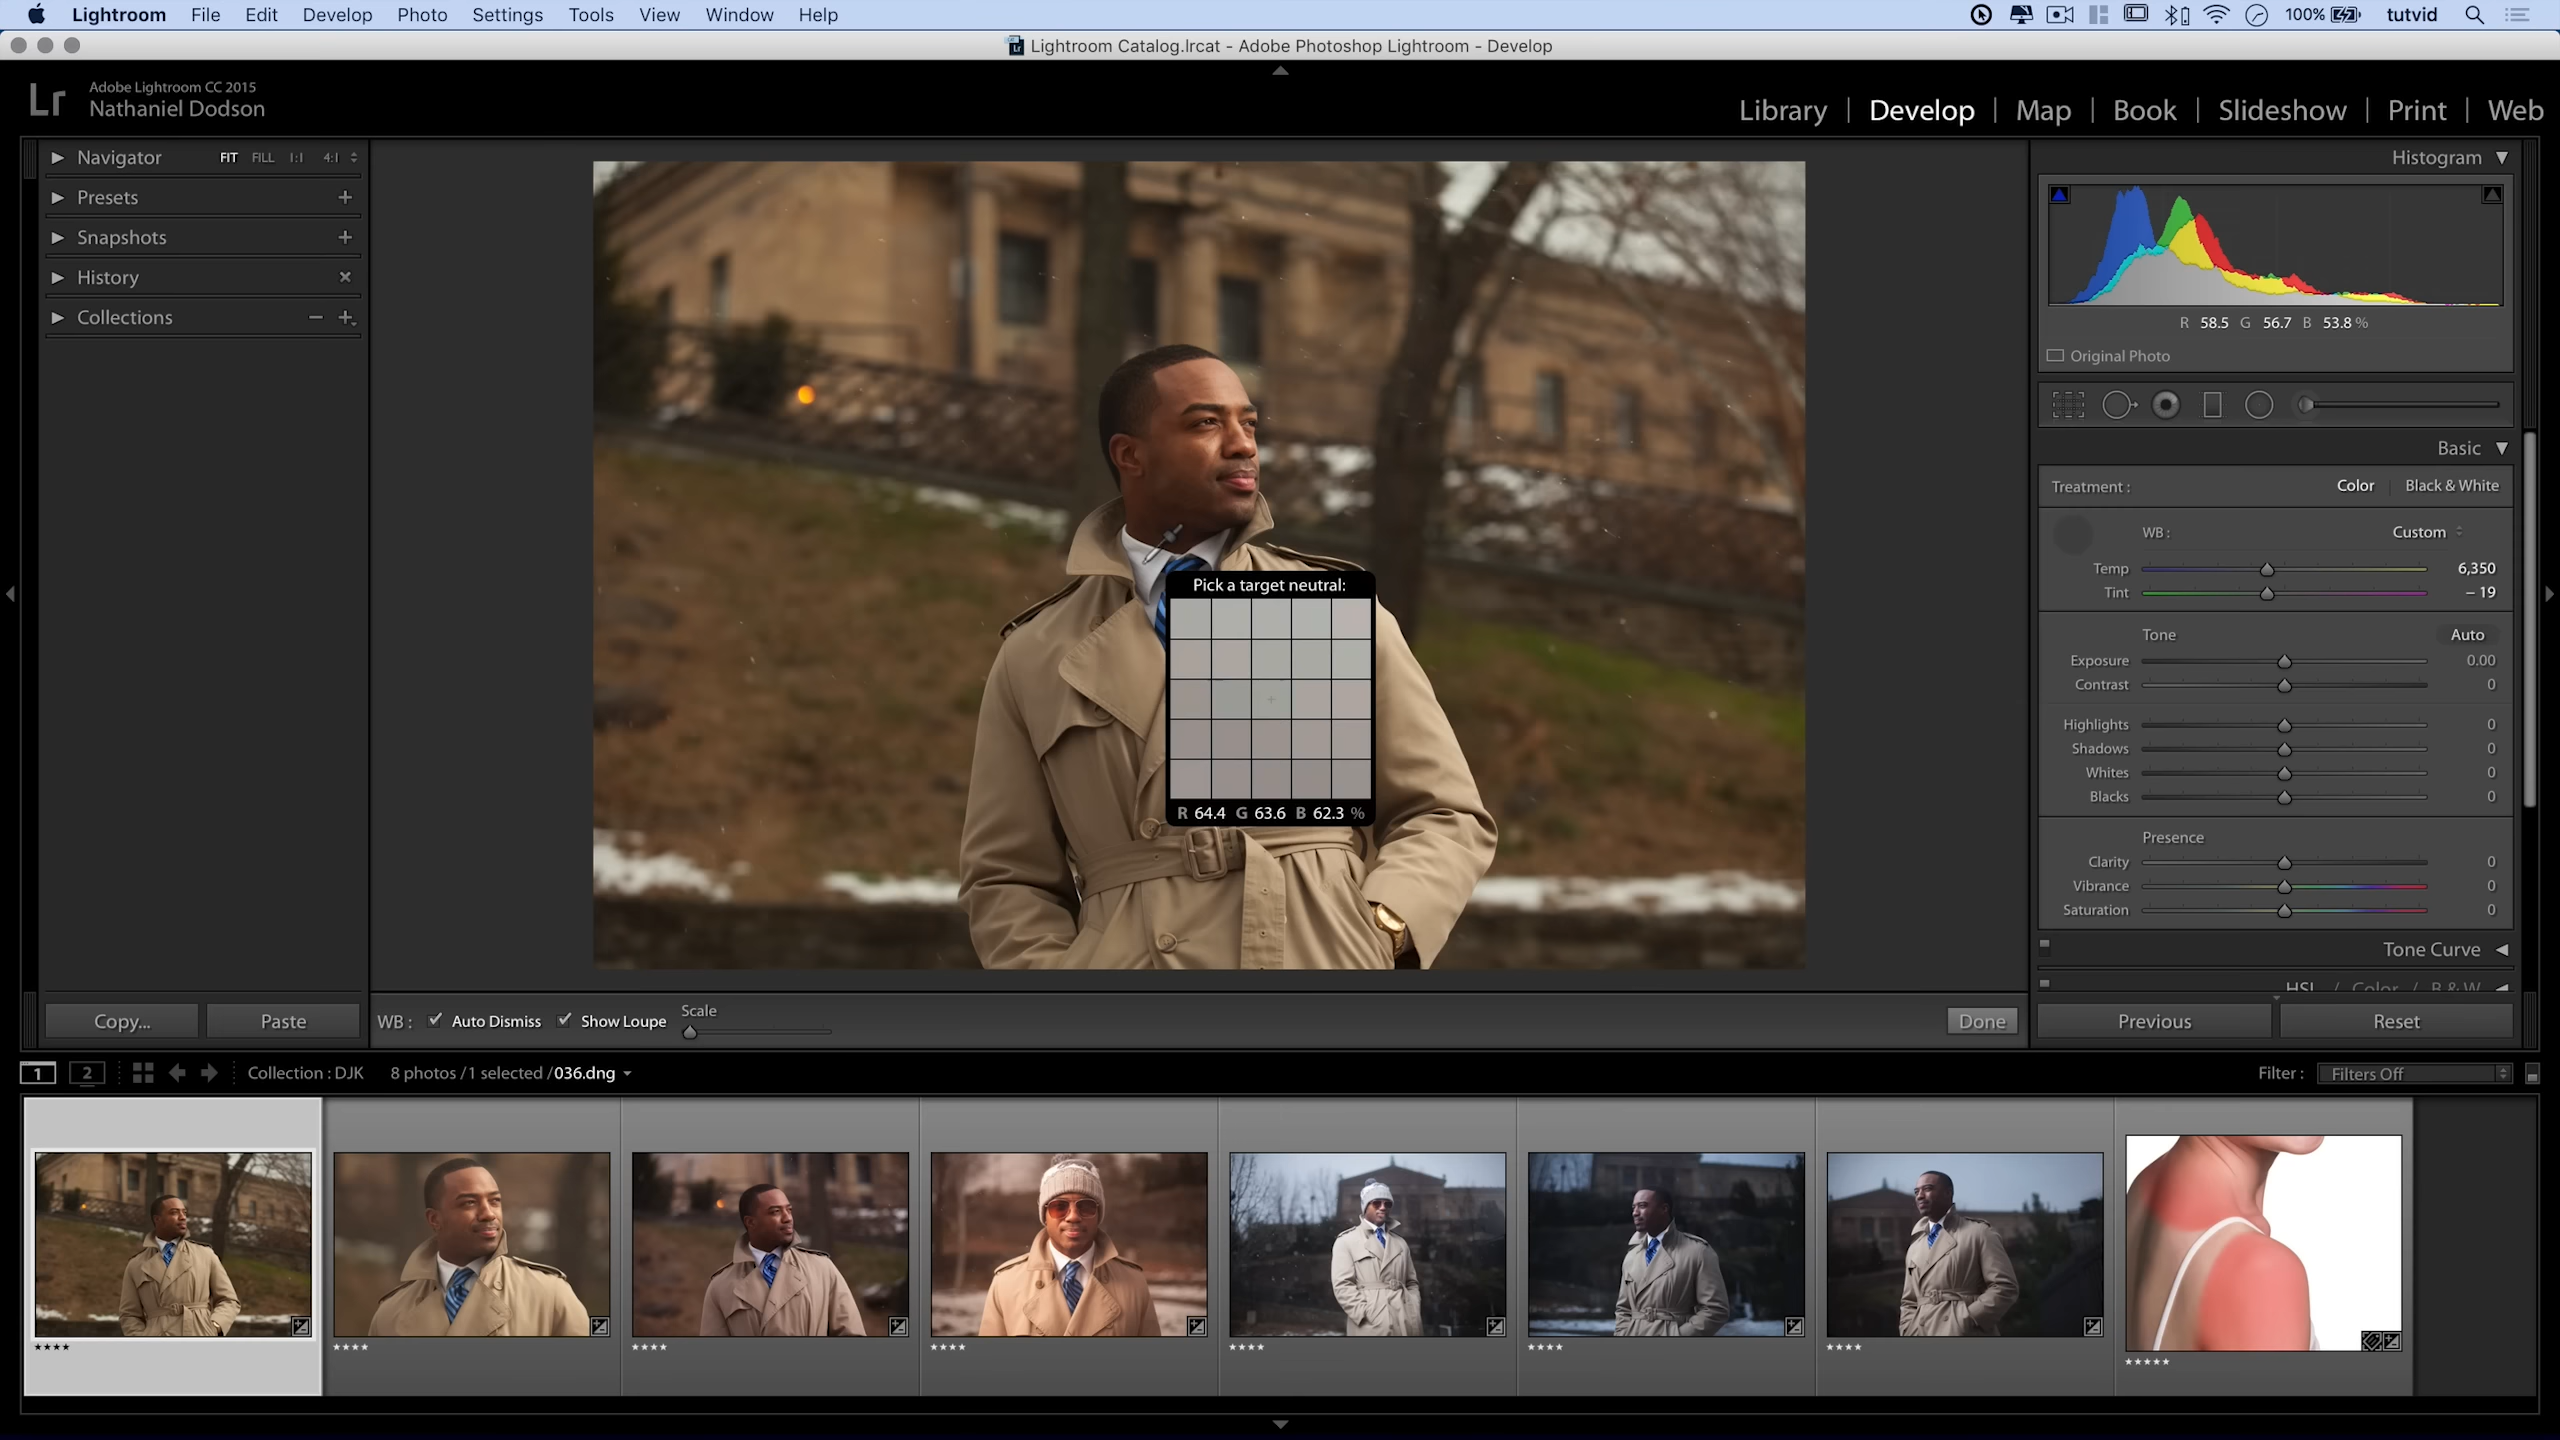 Lightroom File Edit Develop Photo Settings Tools View Window Help 100% tutvid
Lightroom Catalog.lrcat - Adobe Photoshop Lightroom - Develop
Lr Adobe Lightroom CC 2015
Nathaniel Dodson
Library | Develop | Map | Book | Slideshow | Print | Web
Navigator FIT FILL 1:1 4:1
Presets
Snapshots
History
Collections
Histogram
R 58.5 G 56.7 B 53.8 %
Original Photo
Basic
Treatment : Color Black & White
WB : Custom
Temp 6,350
Tint – 19
Tone Auto
Exposure 0.00
Contrast 0
Highlights 0
Shadows 0
Whites 0
Blacks 0
Presence
Clarity 0
Vibrance 0
Saturation 0
Tone Curve
HSL / Color / B & W
Pick a target neutral:
R 64.4 G 63.6 B 62.3 %
Copy... Paste WB : Auto Dismiss Show Loupe Scale Done Previous Reset
1 2 Collection : DJK 8 photos / 1 selected / 036.dng Filter : Filters Off